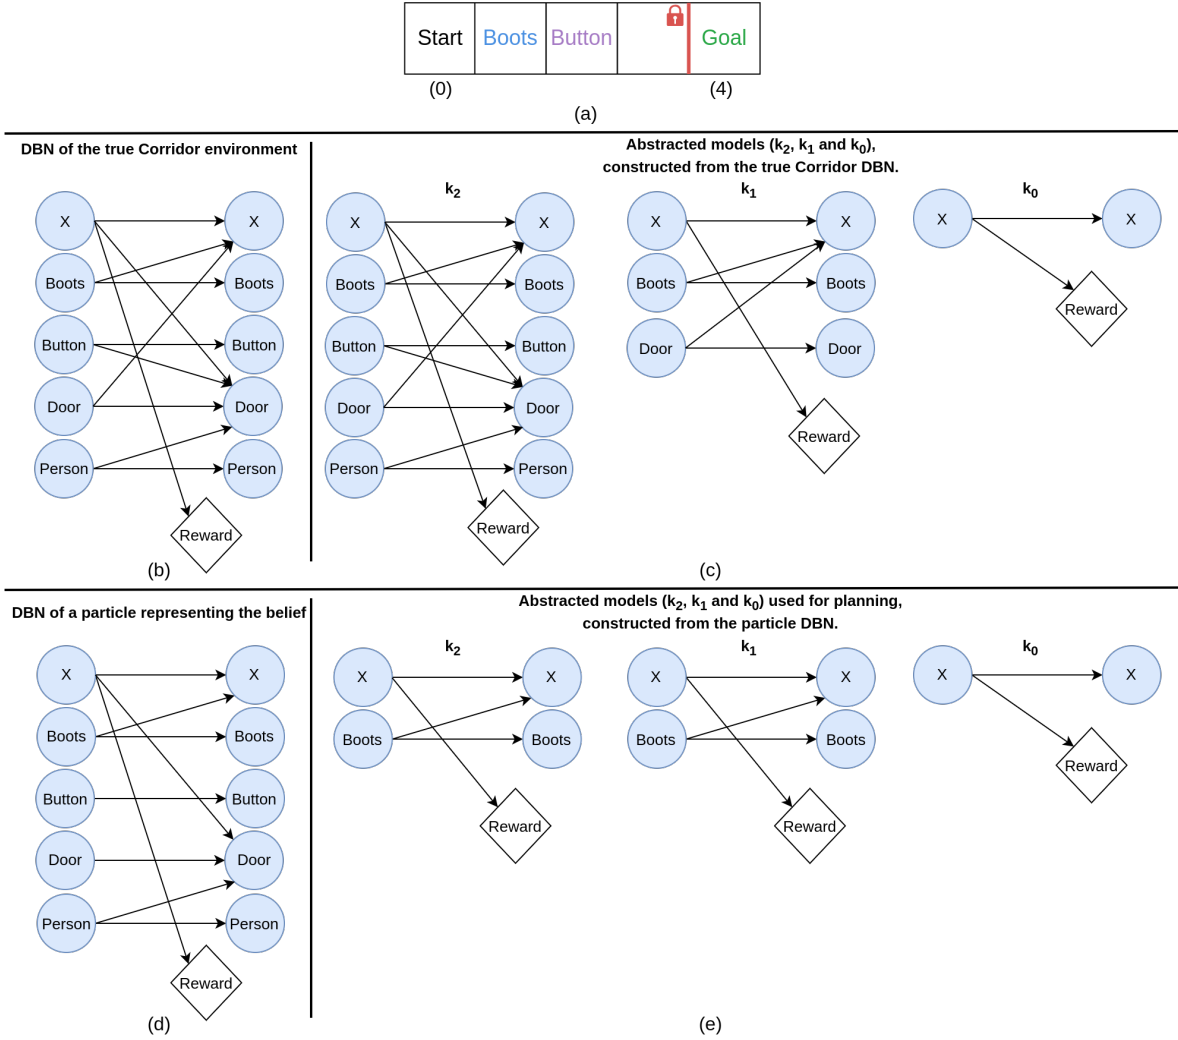 Start Boots Button Goal
(0) (4)
(a)
DBN of the true Corridor environment
Abstracted models (k2, k1 and k0),
constructed from the true Corridor DBN.
k2 k1 k0
X X X X X X X X
Boots Boots Boots Boots Boots Boots
Reward
Button Button Button Button
Door Door
Door Door Door Door
Reward
Person Person Person Person
Reward Reward
(b) (c)
DBN of a particle representing the belief
Abstracted models (k2, k1 and k0) used for planning,
constructed from the particle DBN.
k2 k1 k0
X X X X X X X X
Boots Boots Boots Boots Boots Boots
Reward
Button Button
Reward Reward
Door Door
Person Person
Reward
(d) (e)